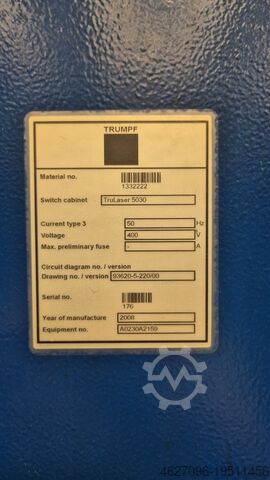 TRUMPF
Material no.
1332222
Switch cabinet TruLaser 5030
Current type 3 50 Hz
Voltage 400 V
Max. preliminary fuse - A
Circuit diagram no. / version
Drawing no. / version 93620-5-220/00
Serial no.
176
Year of manufacture 2008
Equipment no. A0230A2159
4627096-19511456